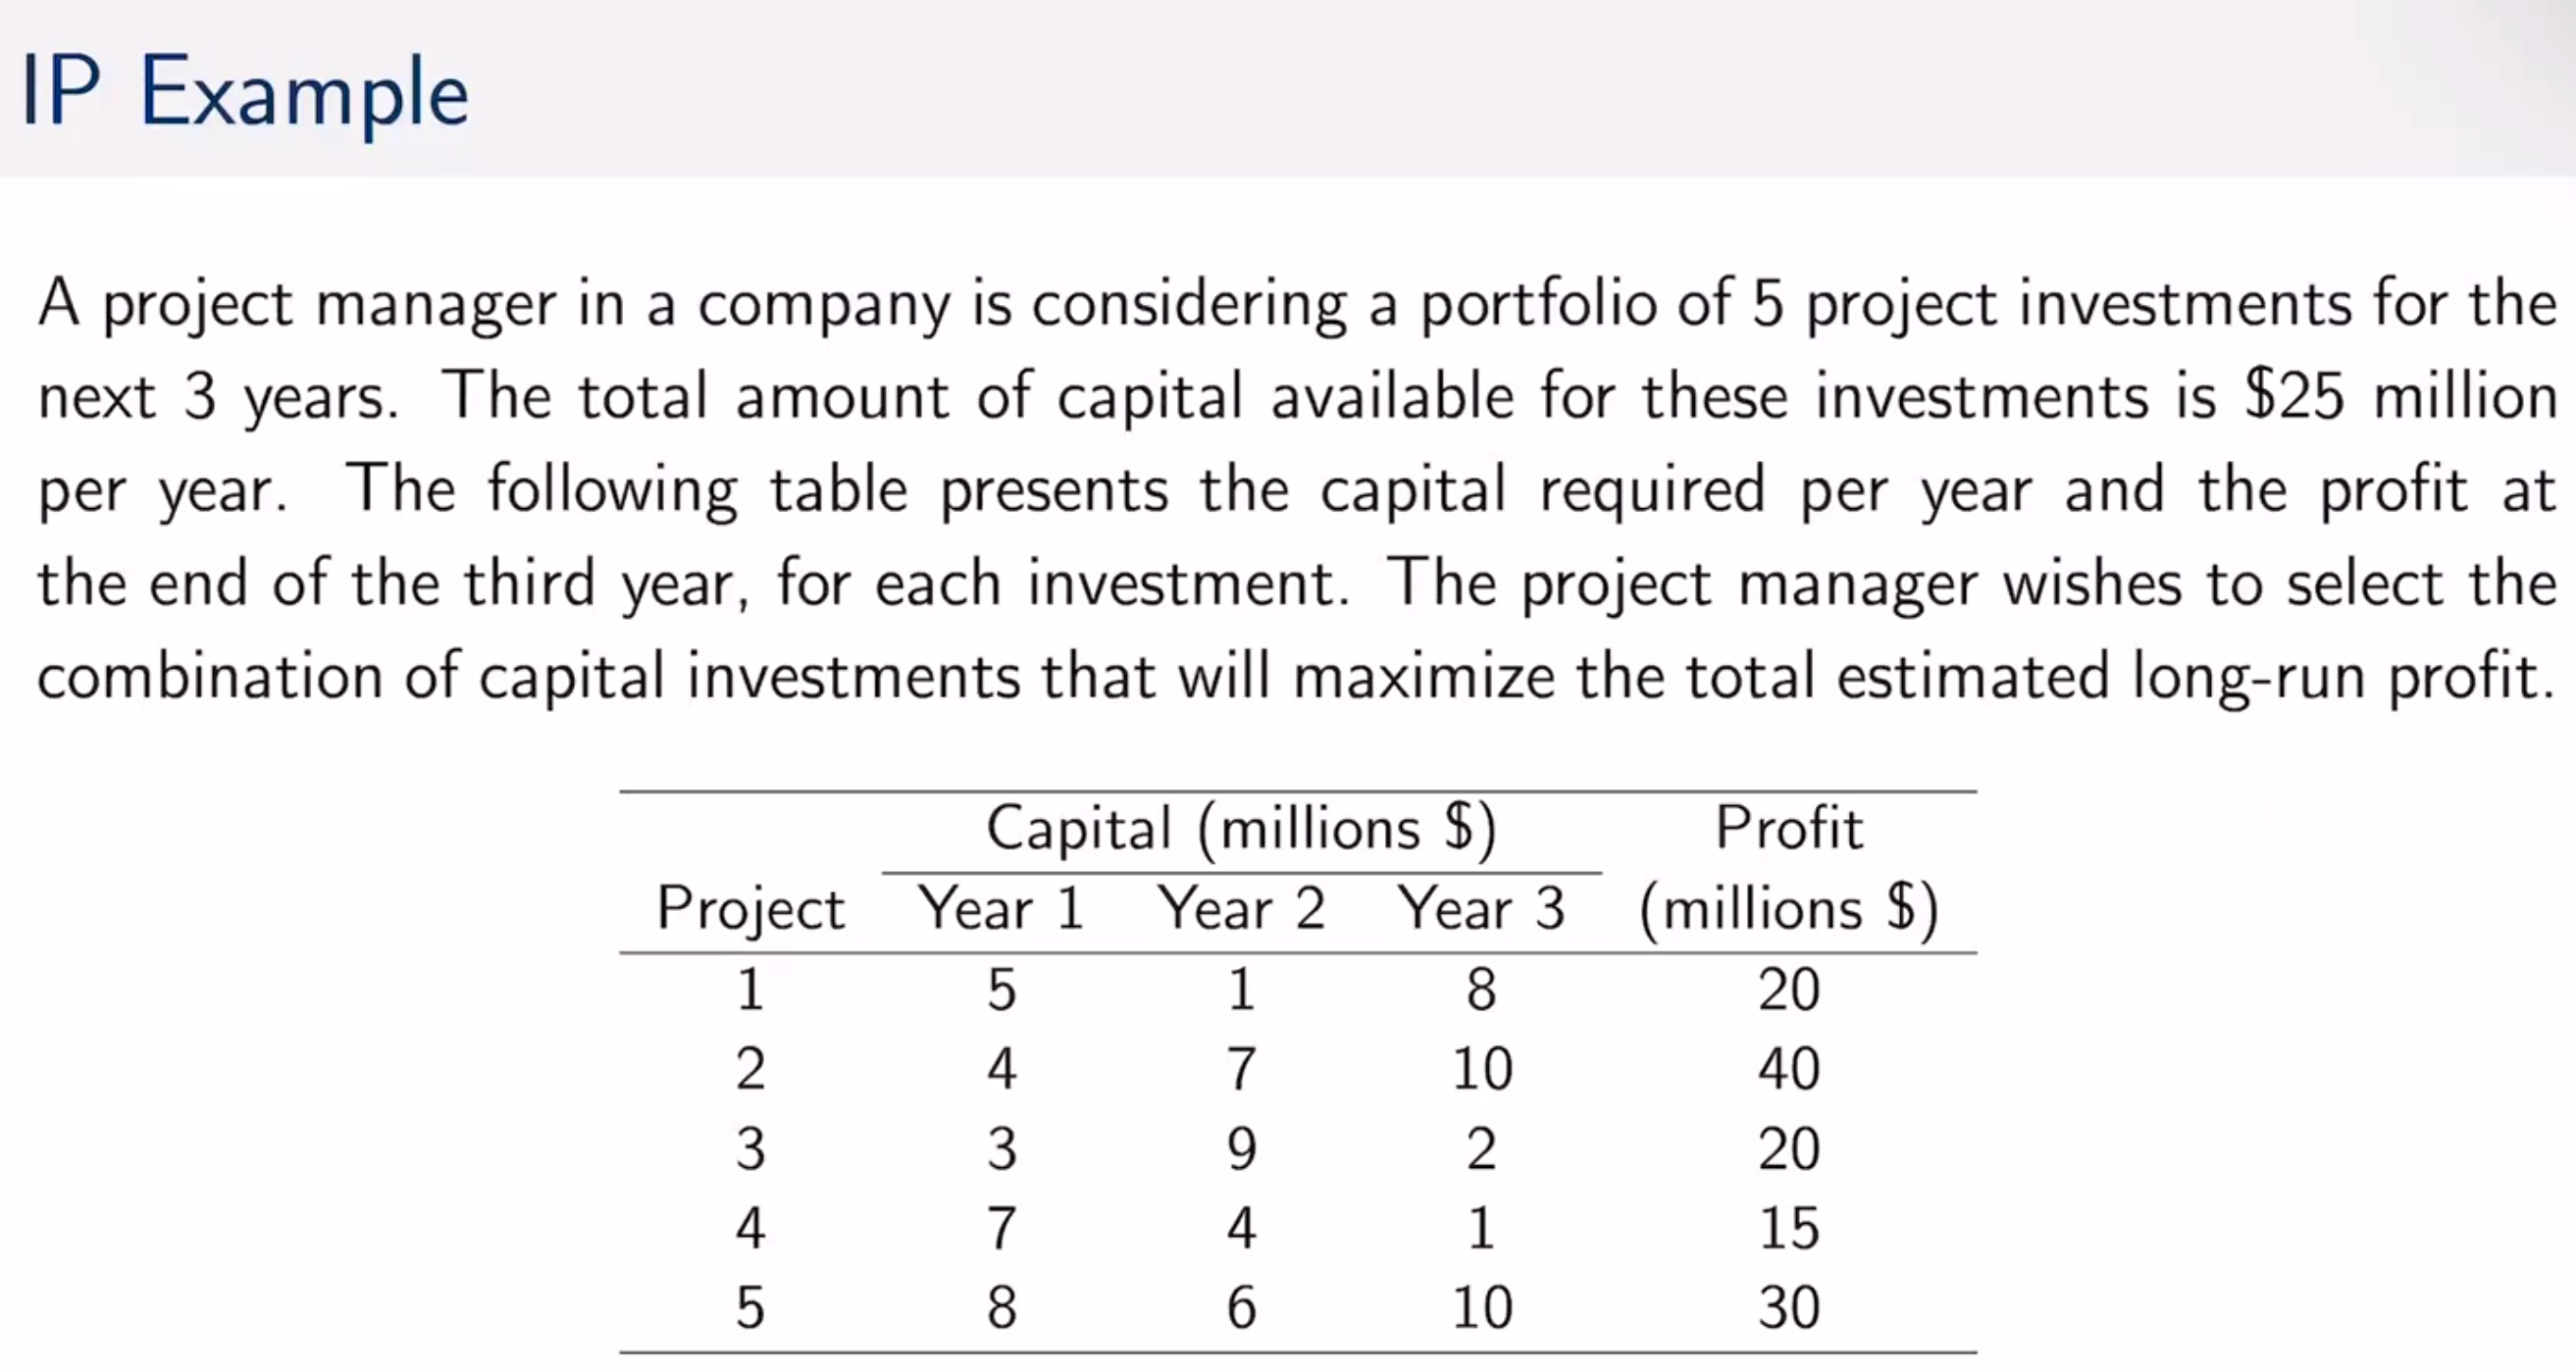 IP Example
A project manager in a company is considering a portfolio of 5 project investments for the
next 3 years. The total amount of capital available for these investments is $25 million
per year. The following table presents the capital required per year and the profit at
the end of the third year, for each investment. The project manager wishes to select the
combination of capital investments that will maximize the total estimated long-run profit.
Capital (millions $) Profit
Project Year 1 Year 2 Year 3 (millions $)
1 5 1 8 20
2 4 7 10 40
3 3 9 2 20
4 7 4 1 15
5 8 6 10 30